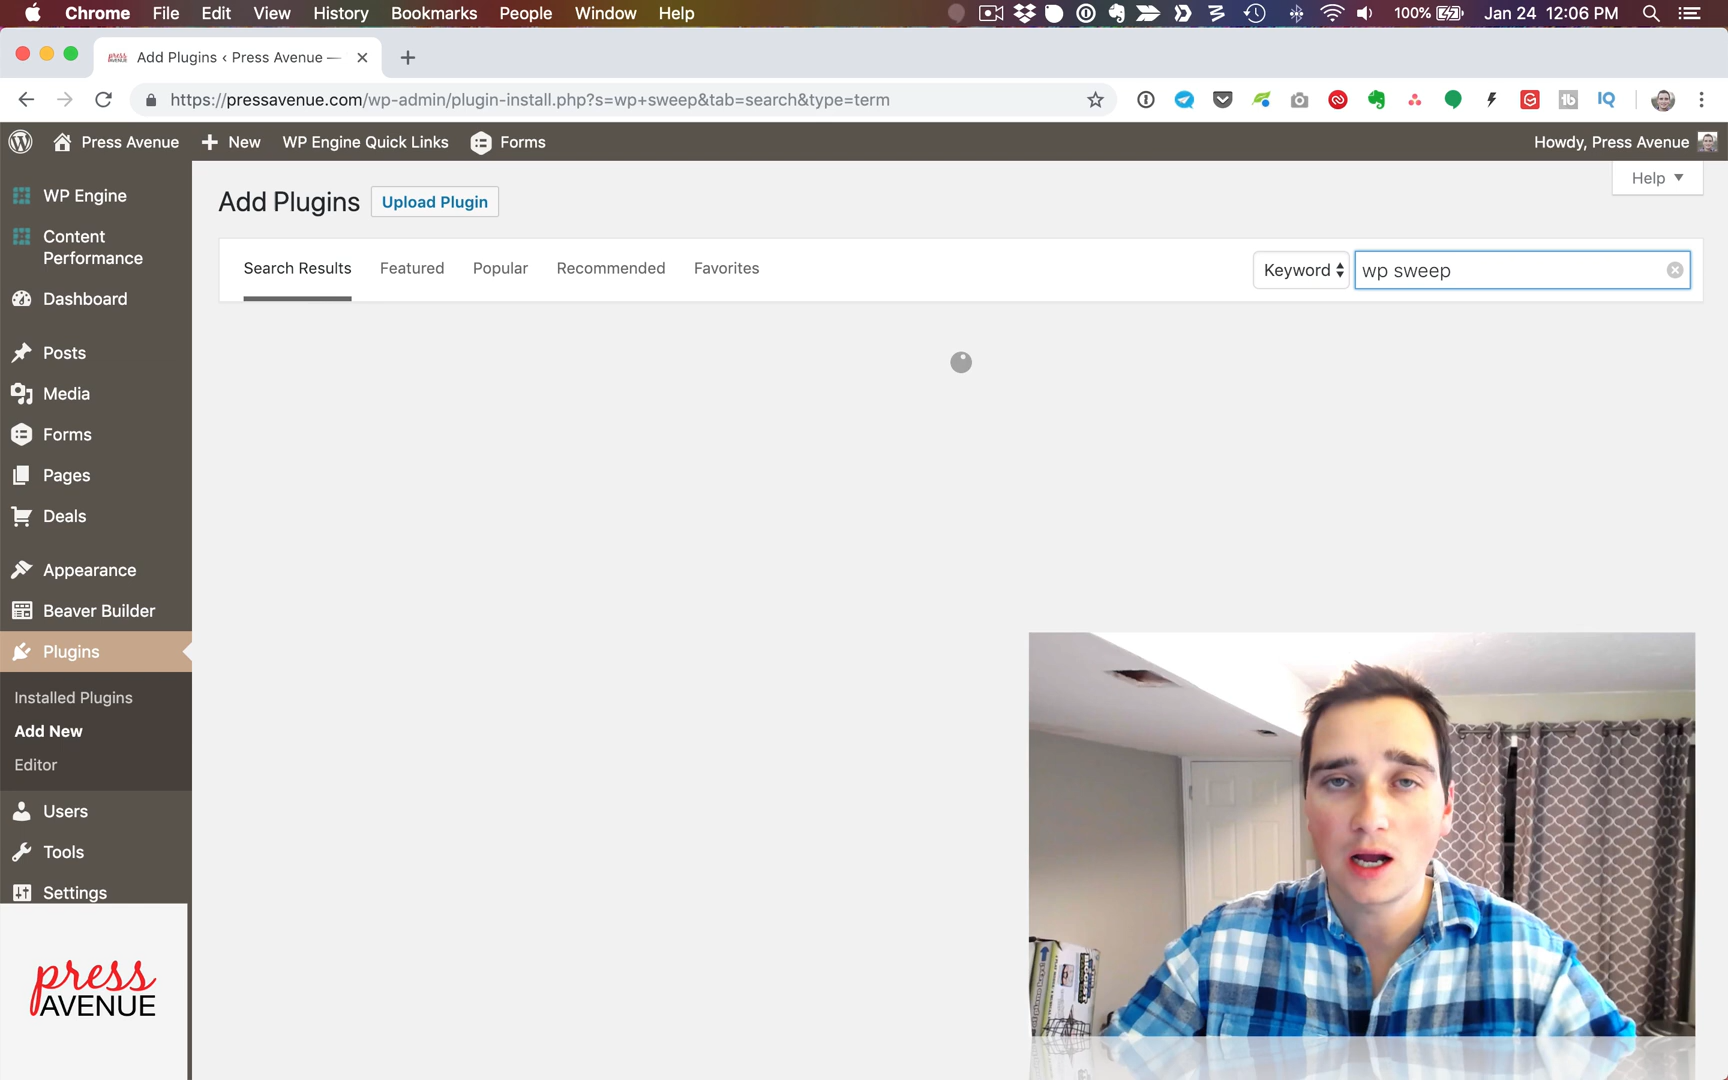 Chrome File Edit View History Bookmarks People Window Help 100% Jan 24 12:06 PM
Add Plugins ‹ Press Avenue —
https://pressavenue.com/wp-admin/plugin-install.php?s=wp+sweep&tab=search&type=term
Press Avenue + New WP Engine Quick Links Forms Howdy, Press Avenue
Help
WP Engine
Content
Performance
Dashboard
Posts
Media
Forms
Pages
Deals
Appearance
Beaver Builder
Plugins
Installed Plugins
Add New
Editor
Users
Tools
Settings
Add Plugins Upload Plugin
Search Results Featured Popular Recommended Favorites Keyword wp sweep
press
AVENUE